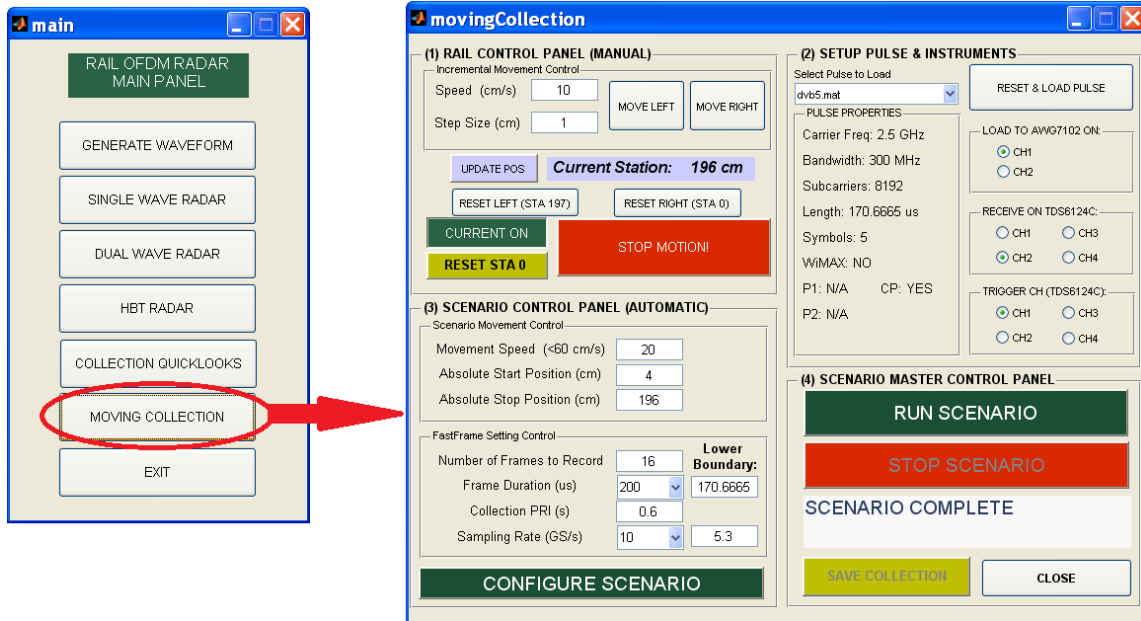 main
RAIL OFDM RADAR
MAIN PANEL
GENERATE WAVEFORM
SINGLE WAVE RADAR
DUAL WAVE RADAR
HBT RADAR
COLLECTION QUICKLOOKS
MOVING COLLECTION
EXIT
movingCollection
(1) RAIL CONTROL PANEL (MANUAL)
Incremental Movement Control
Speed (cm/s) 10
Step Size (cm) 1
MOVE LEFT
MOVE RIGHT
UPDATE POS
Current Station: 196 cm
RESET LEFT (STA 197)
RESET RIGHT (STA 0)
CURRENT ON
RESET STA 0
STOP MOTION!
(2) SETUP PULSE & INSTRUMENTS
Select Pulse to Load
dvb5.mat
RESET & LOAD PULSE
PULSE PROPERTIES
Carrier Freq: 2.5 GHz
Bandwidth: 300 MHz
Subcarriers: 8192
Length: 170.6665 us
Symbols: 5
WiMAX: NO
P1: N/A CP: YES
P2: N/A
LOAD TO AWG7102 ON:
CH1
CH2
RECEIVE ON TDS6124C:
CH1 CH3
CH2 CH4
TRIGGER CH (TDS6124C):
CH1 CH3
CH2 CH4
(3) SCENARIO CONTROL PANEL (AUTOMATIC)
Scenario Movement Control
Movement Speed (<60 cm/s) 20
Absolute Start Position (cm) 4
Absolute Stop Position (cm) 196
FastFrame Setting Control
Lower
Boundary:
Number of Frames to Record 16
Frame Duration (us) 200 170.6665
Collection PRI (s) 0.6
Sampling Rate (GS/s) 10 5.3
CONFIGURE SCENARIO
(4) SCENARIO MASTER CONTROL PANEL
RUN SCENARIO
STOP SCENARIO
SCENARIO COMPLETE
SAVE COLLECTION
CLOSE